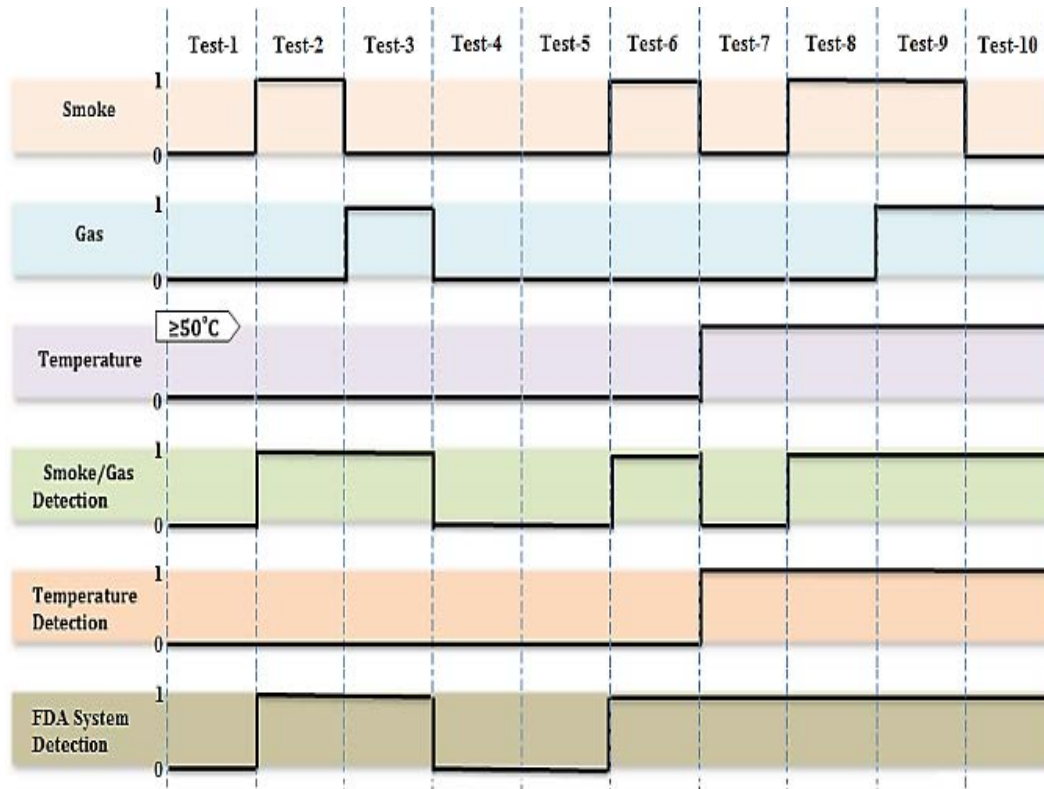 Test-1 Test-2 Test-3 Test-4 Test-5 Test-6 Test-7 Test-8 Test-9 Test-10
1
Smoke
0
1
Gas
0
≥50°C
Temperature
0
1
Smoke/Gas
Detection
0
1
Temperature
Detection
0
1
FDA System
Detection
0